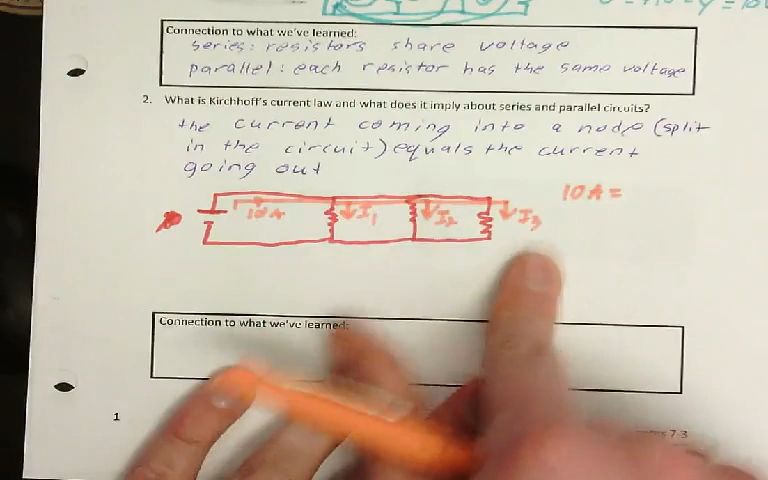 Connection to what we've learned:
series: resistors share voltage
parallel: each resistor has the same voltage
2. What is Kirchhoff's current law and what does it imply about series and parallel circuits?
the current coming into a node (split
in the circuit) equals the current
going out
10A=
10A I1 I2 I3
Connection to what we've learned:
1
7-3